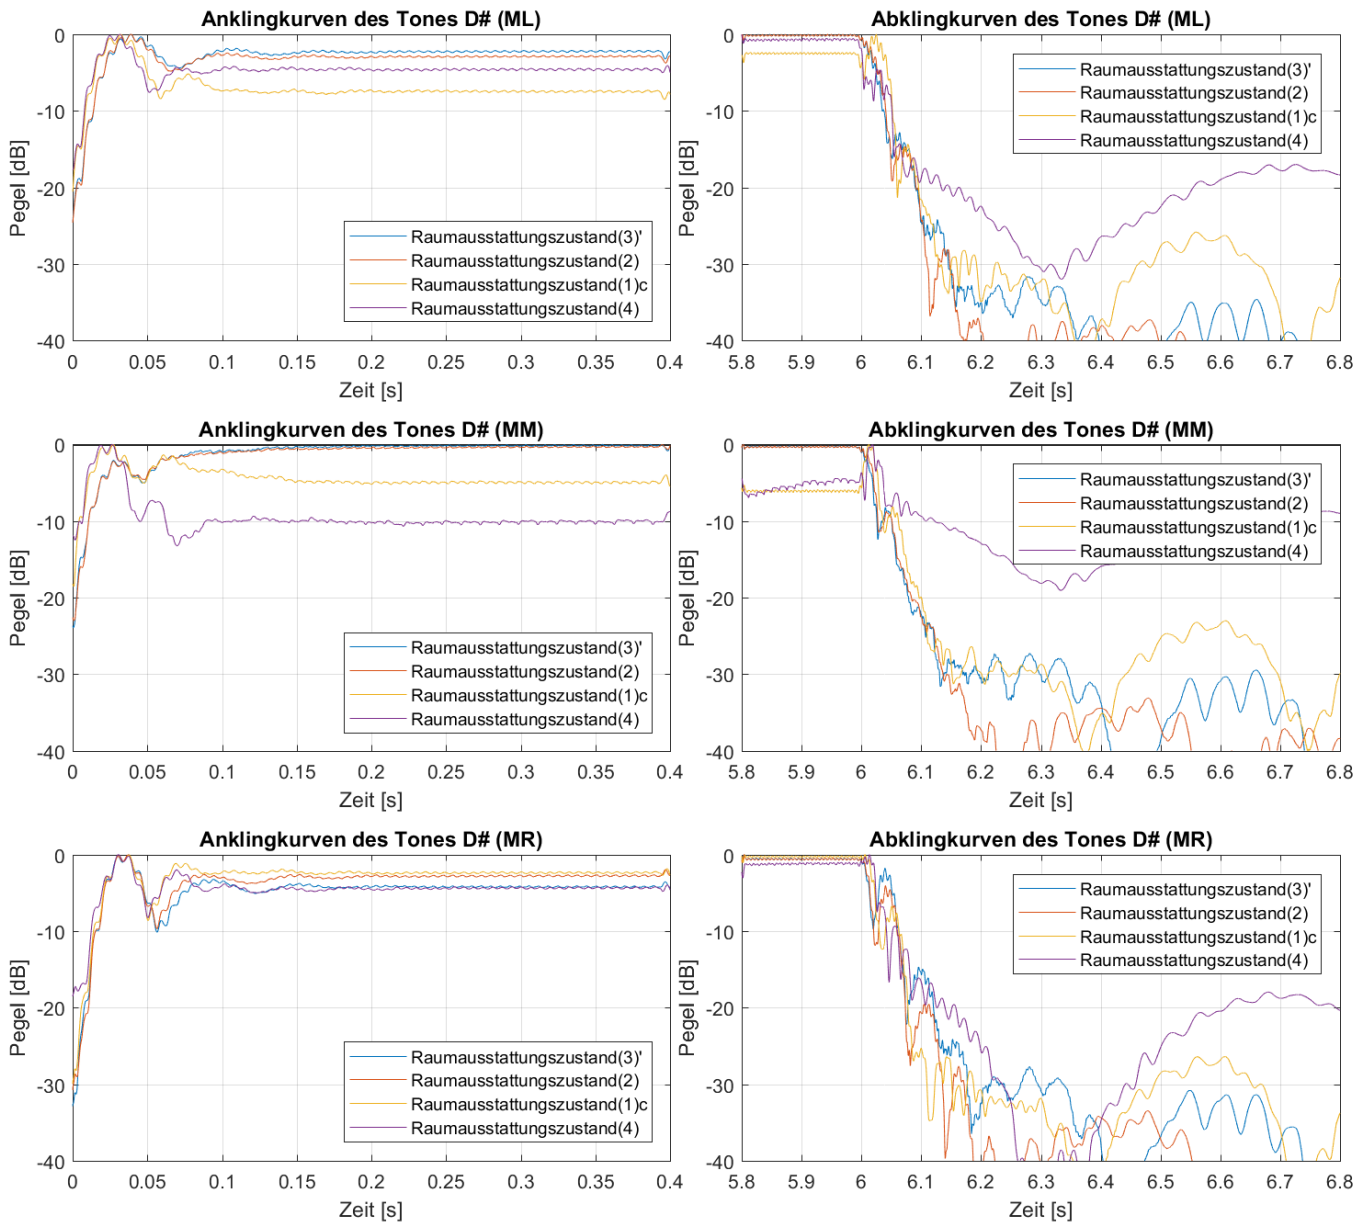 Anklingkurven des Tones D# (ML)
0
-10
-20
-30
-40
Pegel [dB]
Raumausstattungszustand(3)'
Raumausstattungszustand(2)
Raumausstattungszustand(1)c
Raumausstattungszustand(4)
0 0.05 0.1 0.15 0.2 0.25 0.3 0.35 0.4
Zeit [s]
Abklingkurven des Tones D# (ML)
0
-10
-20
-30
-40
Pegel [dB]
Raumausstattungszustand(3)'
Raumausstattungszustand(2)
Raumausstattungszustand(1)c
Raumausstattungszustand(4)
5.8 5.9 6 6.1 6.2 6.3 6.4 6.5 6.6 6.7 6.8
Zeit [s]
Anklingkurven des Tones D# (MM)
0
-10
-20
-30
-40
Pegel [dB]
Raumausstattungszustand(3)'
Raumausstattungszustand(2)
Raumausstattungszustand(1)c
Raumausstattungszustand(4)
0 0.05 0.1 0.15 0.2 0.25 0.3 0.35 0.4
Zeit [s]
Abklingkurven des Tones D# (MM)
0
-10
-20
-30
-40
Pegel [dB]
Raumausstattungszustand(3)'
Raumausstattungszustand(2)
Raumausstattungszustand(1)c
Raumausstattungszustand(4)
5.8 5.9 6 6.1 6.2 6.3 6.4 6.5 6.6 6.7 6.8
Zeit [s]
Anklingkurven des Tones D# (MR)
0
-10
-20
-30
-40
Pegel [dB]
Raumausstattungszustand(3)'
Raumausstattungszustand(2)
Raumausstattungszustand(1)c
Raumausstattungszustand(4)
0 0.05 0.1 0.15 0.2 0.25 0.3 0.35 0.4
Zeit [s]
Abklingkurven des Tones D# (MR)
0
-10
-20
-30
-40
Pegel [dB]
Raumausstattungszustand(3)'
Raumausstattungszustand(2)
Raumausstattungszustand(1)c
Raumausstattungszustand(4)
5.8 5.9 6 6.1 6.2 6.3 6.4 6.5 6.6 6.7 6.8
Zeit [s]